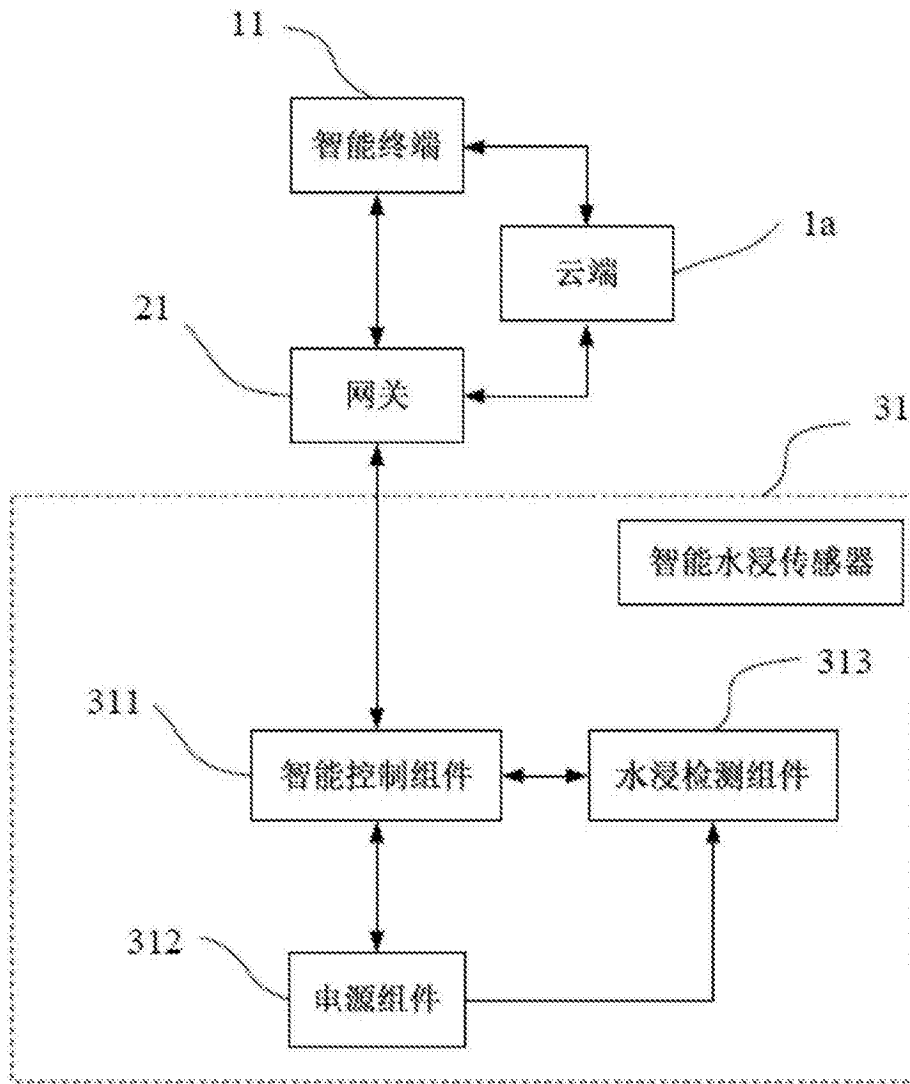 11
智能终端
1a
云端
21
网关
31
智能水浸传感器
313
311
智能控制组件
水浸检测组件
312
电源组件